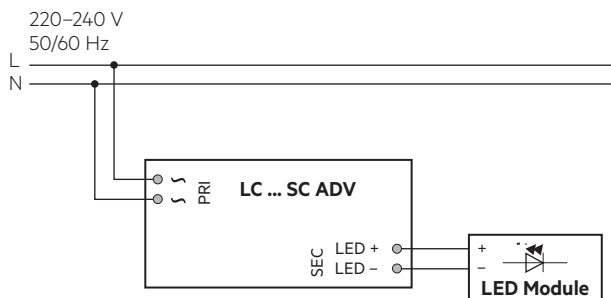 220–240 V
50/60 Hz
L
N
~
~
PRI
LC ... SC ADV
SEC
LED +
LED –
+
–
LED Module